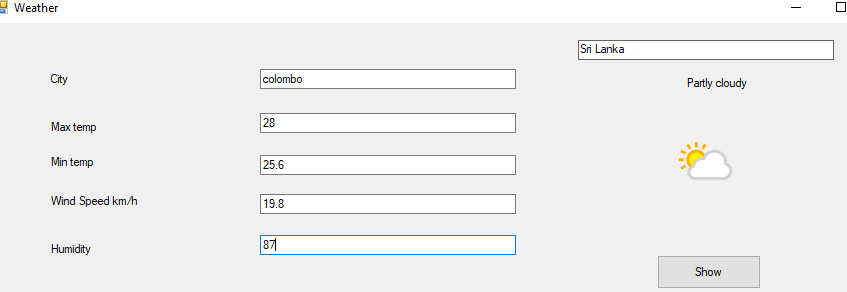 Weather
Sri Lanka
City
colombo
Partly cloudy
Max temp
28
Min temp
25.6
Wind Speed km/h
19.8
Humidity
87
Show